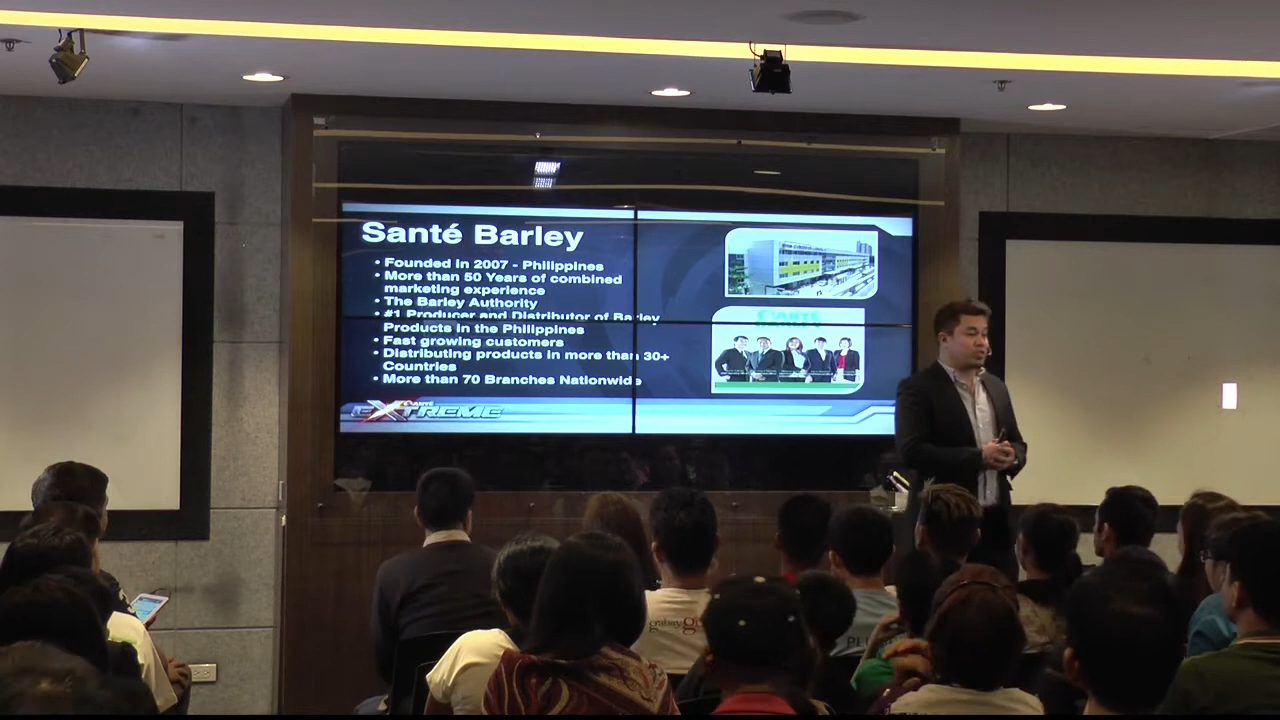 Santé Barley
• Founded in 2007 - Philippines
• More than 50 Years of combined
marketing experience
• The Barley Authority
• #1 Producer and Distributor of Barley
Products in the Philippines
• Fast growing customers
• Distributing products in more than 30+
Countries
• More than 70 Branches Nationwide
SANTÉ
SANTÉ
EXTREME